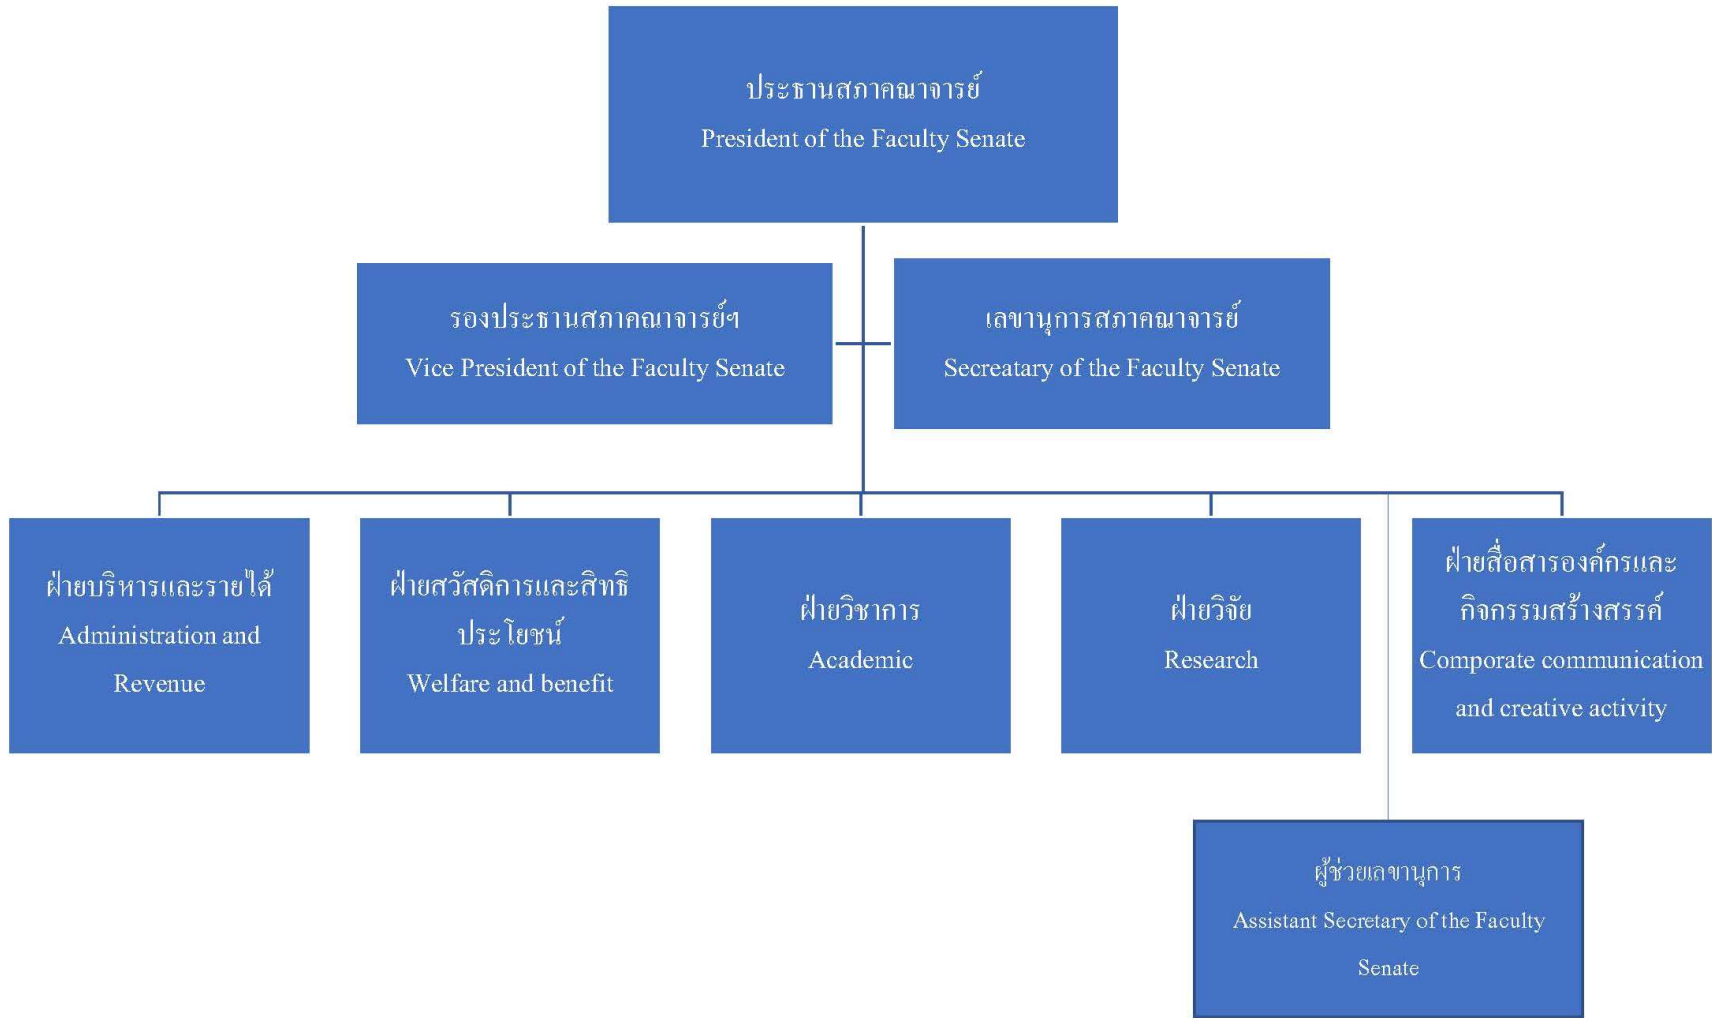 ประธานสภาคณาจารย์
President of the Faculty Senate
รองประธานสภาคณาจารย์ฯ
Vice President of the Faculty Senate
เลขานุการสภาคณาจารย์
Secreatary of the Faculty Senate
ฝ่ายบริหารและรายได้
Administration and
Revenue
ฝ่ายสวัสดิการและสิทธิ
ประโยชน์
Welfare and benefit
ฝ่ายวิชาการ
Academic
ฝ่ายวิจัย
Research
ฝ่ายสื่อสารองค์กรและ
กิจกรรมสร้างสรรค์
Comporate communication
and creative activity
ผู้ช่วยเลขานุการ
Assistant Secretary of the Faculty
Senate